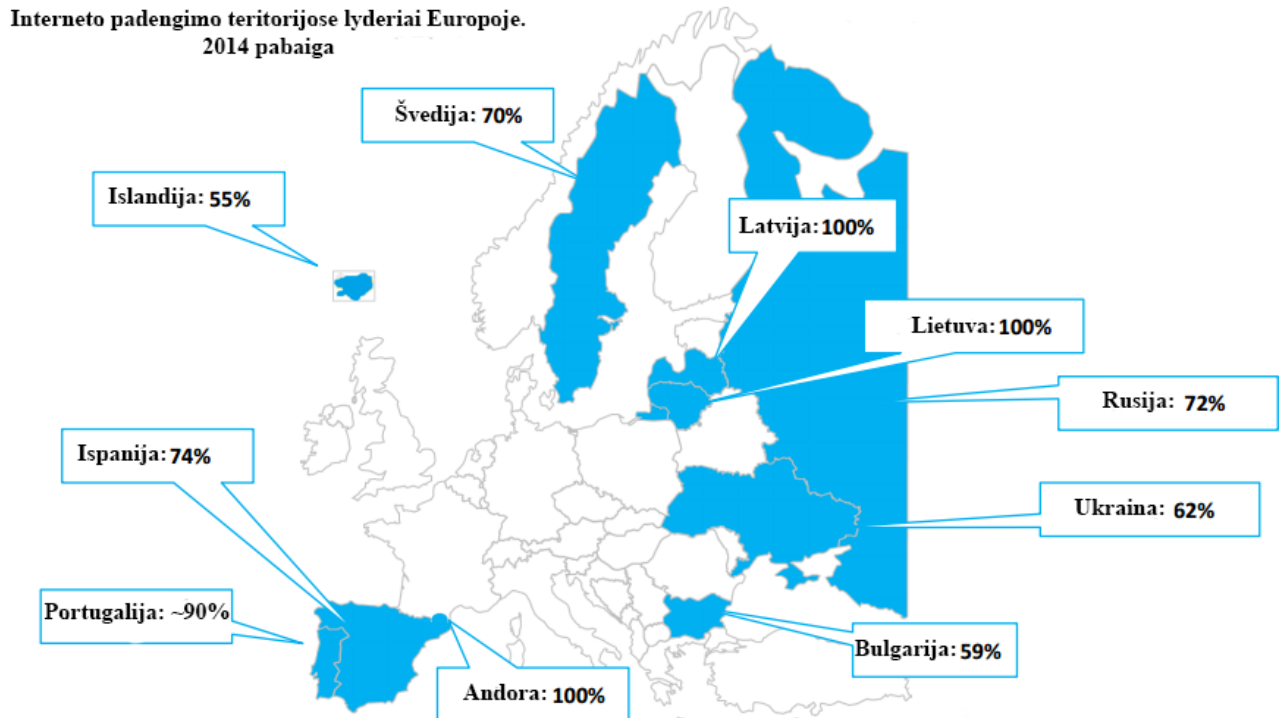 Interneto padengimo teritorijose lyderiai Europoje.
2014 pabaiga
Švedija: 70%
Islandija: 55%
Latvija: 100%
Lietuva: 100%
Rusija: 72%
Ispanija: 74%
Ukraina: 62%
Portugalija: ~90%
Bulgarija: 59%
Andora: 100%